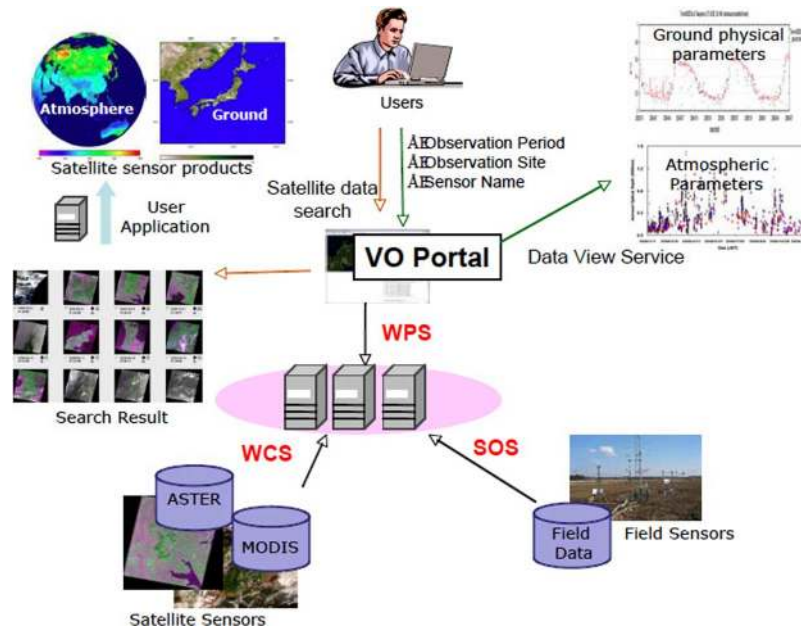 Atmosphere
Ground
Satellite sensor products
User
Application
Users
ÅEObservation Period
ÅEObservation Site
ÅESensor Name
Satellite data
search
Ground physical
parameters
Atmospheric
Parameters
VO Portal
Data View Service
WPS
Search Result
WCS
SOS
ASTER
MODIS
Satellite Sensors
Field
Data
Field Sensors